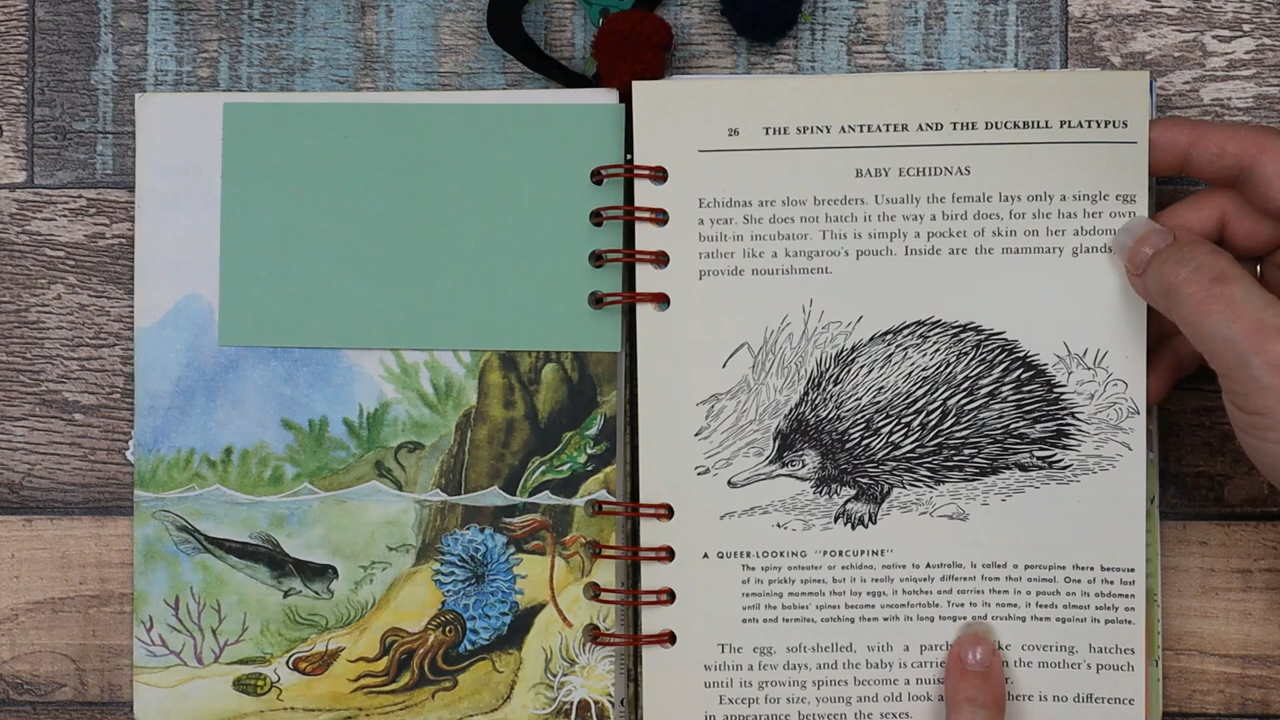 26 THE SPINY ANTEATER AND THE DUCKBILL PLATYPUS
BABY ECHIDNAS
Echidnas are slow breeders. Usually the female lays only a single egg
a year. She does not hatch it the way a bird does, for she has her own
built-in incubator. This is simply a pocket of skin on her
rather like a kangaroo's pouch. Inside are the mammary glands,
provide nourishment.
A QUEER-LOOKING "PORCUPINE"
The spiny anteater or echidna, native to Australia, is called a porcupine there because
of its prickly spines, but it is really uniquely different from that animal. One of the last
remaining mammals that lay eggs, it hatches and carries them in a pouch on its abdomen
until the babies' spines become uncomfortable. True to its name, it feeds almost solely on
ants and termites, catching them with its long tongue and crushing them against its palate.
The egg, soft-shelled, with a covering, hatches
within a few days, and the baby is the mother's pouch
until its growing spines become a
Except for size, young and old look there is no difference
in appearance between the sexes.